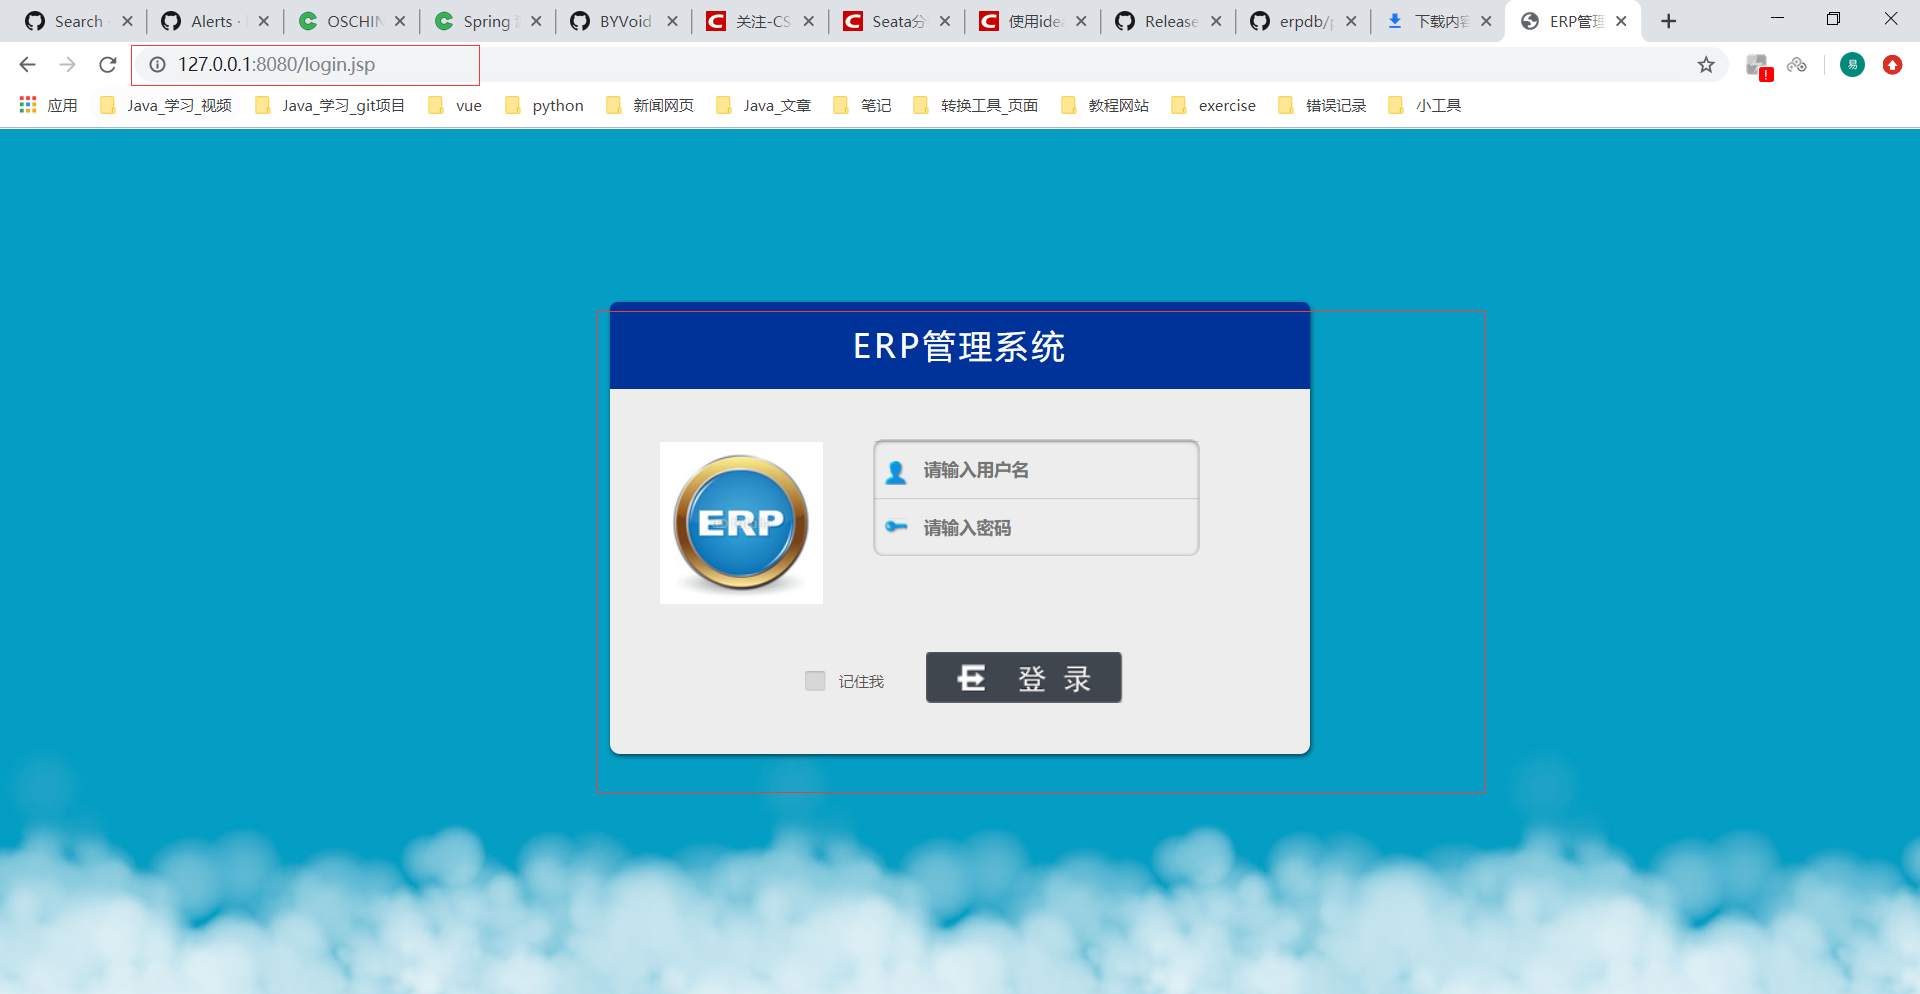 Search
Alerts ·
OSCHIN
Spring
BYVoid
关注-CS
Seata分
使用idea
Release
erpdb/p
下载内容
ERP管理
127.0.0.1:8080/login.jsp
易
应用
Java_学习_视频
Java_学习_git项目
vue
python
新闻网页
Java_文章
笔记
转换工具_页面
教程网站
exercise
错误记录
小工具
ERP管理系统
ERP
请输入用户名
请输入密码
记住我
登 录